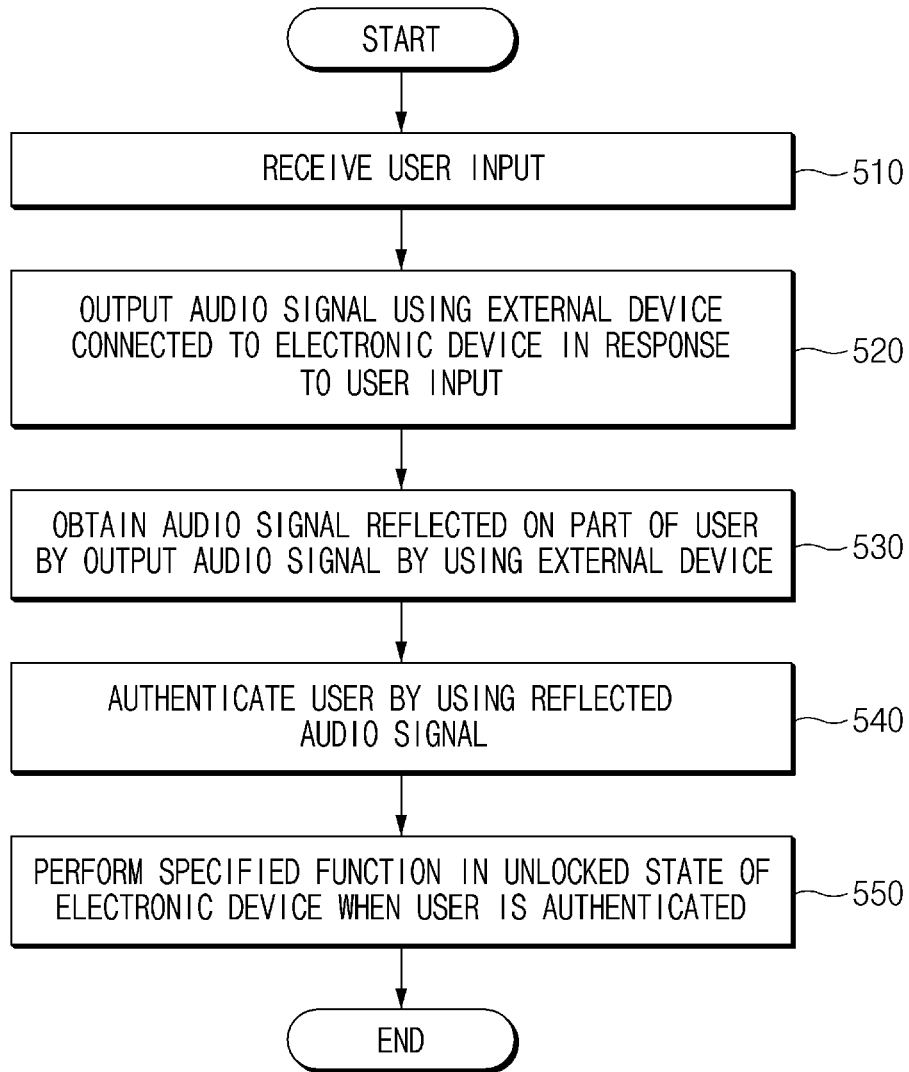 START
RECEIVE USER INPUT
510
OUTPUT AUDIO SIGNAL USING EXTERNAL DEVICE
CONNECTED TO ELECTRONIC DEVICE IN RESPONSE
TO USER INPUT
520
OBTAIN AUDIO SIGNAL REFLECTED ON PART OF USER
BY OUTPUT AUDIO SIGNAL BY USING EXTERNAL DEVICE
530
AUTHENTICATE USER BY USING REFLECTED
AUDIO SIGNAL
540
PERFORM SPECIFIED FUNCTION IN UNLOCKED STATE OF
ELECTRONIC DEVICE WHEN USER IS AUTHENTICATED
550
END